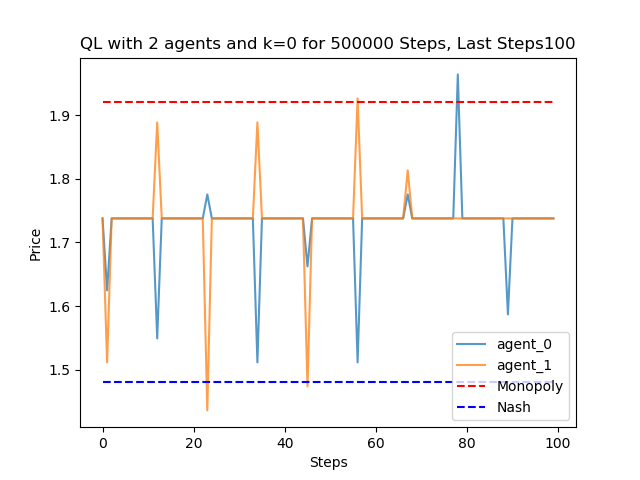 QL with 2 agents and k=0 for 500000 Steps, Last Steps100
Price
1.9
1.8
1.7
1.6
1.5
0
20
40
60
80
100
Steps
agent_0
agent_1
Monopoly
Nash